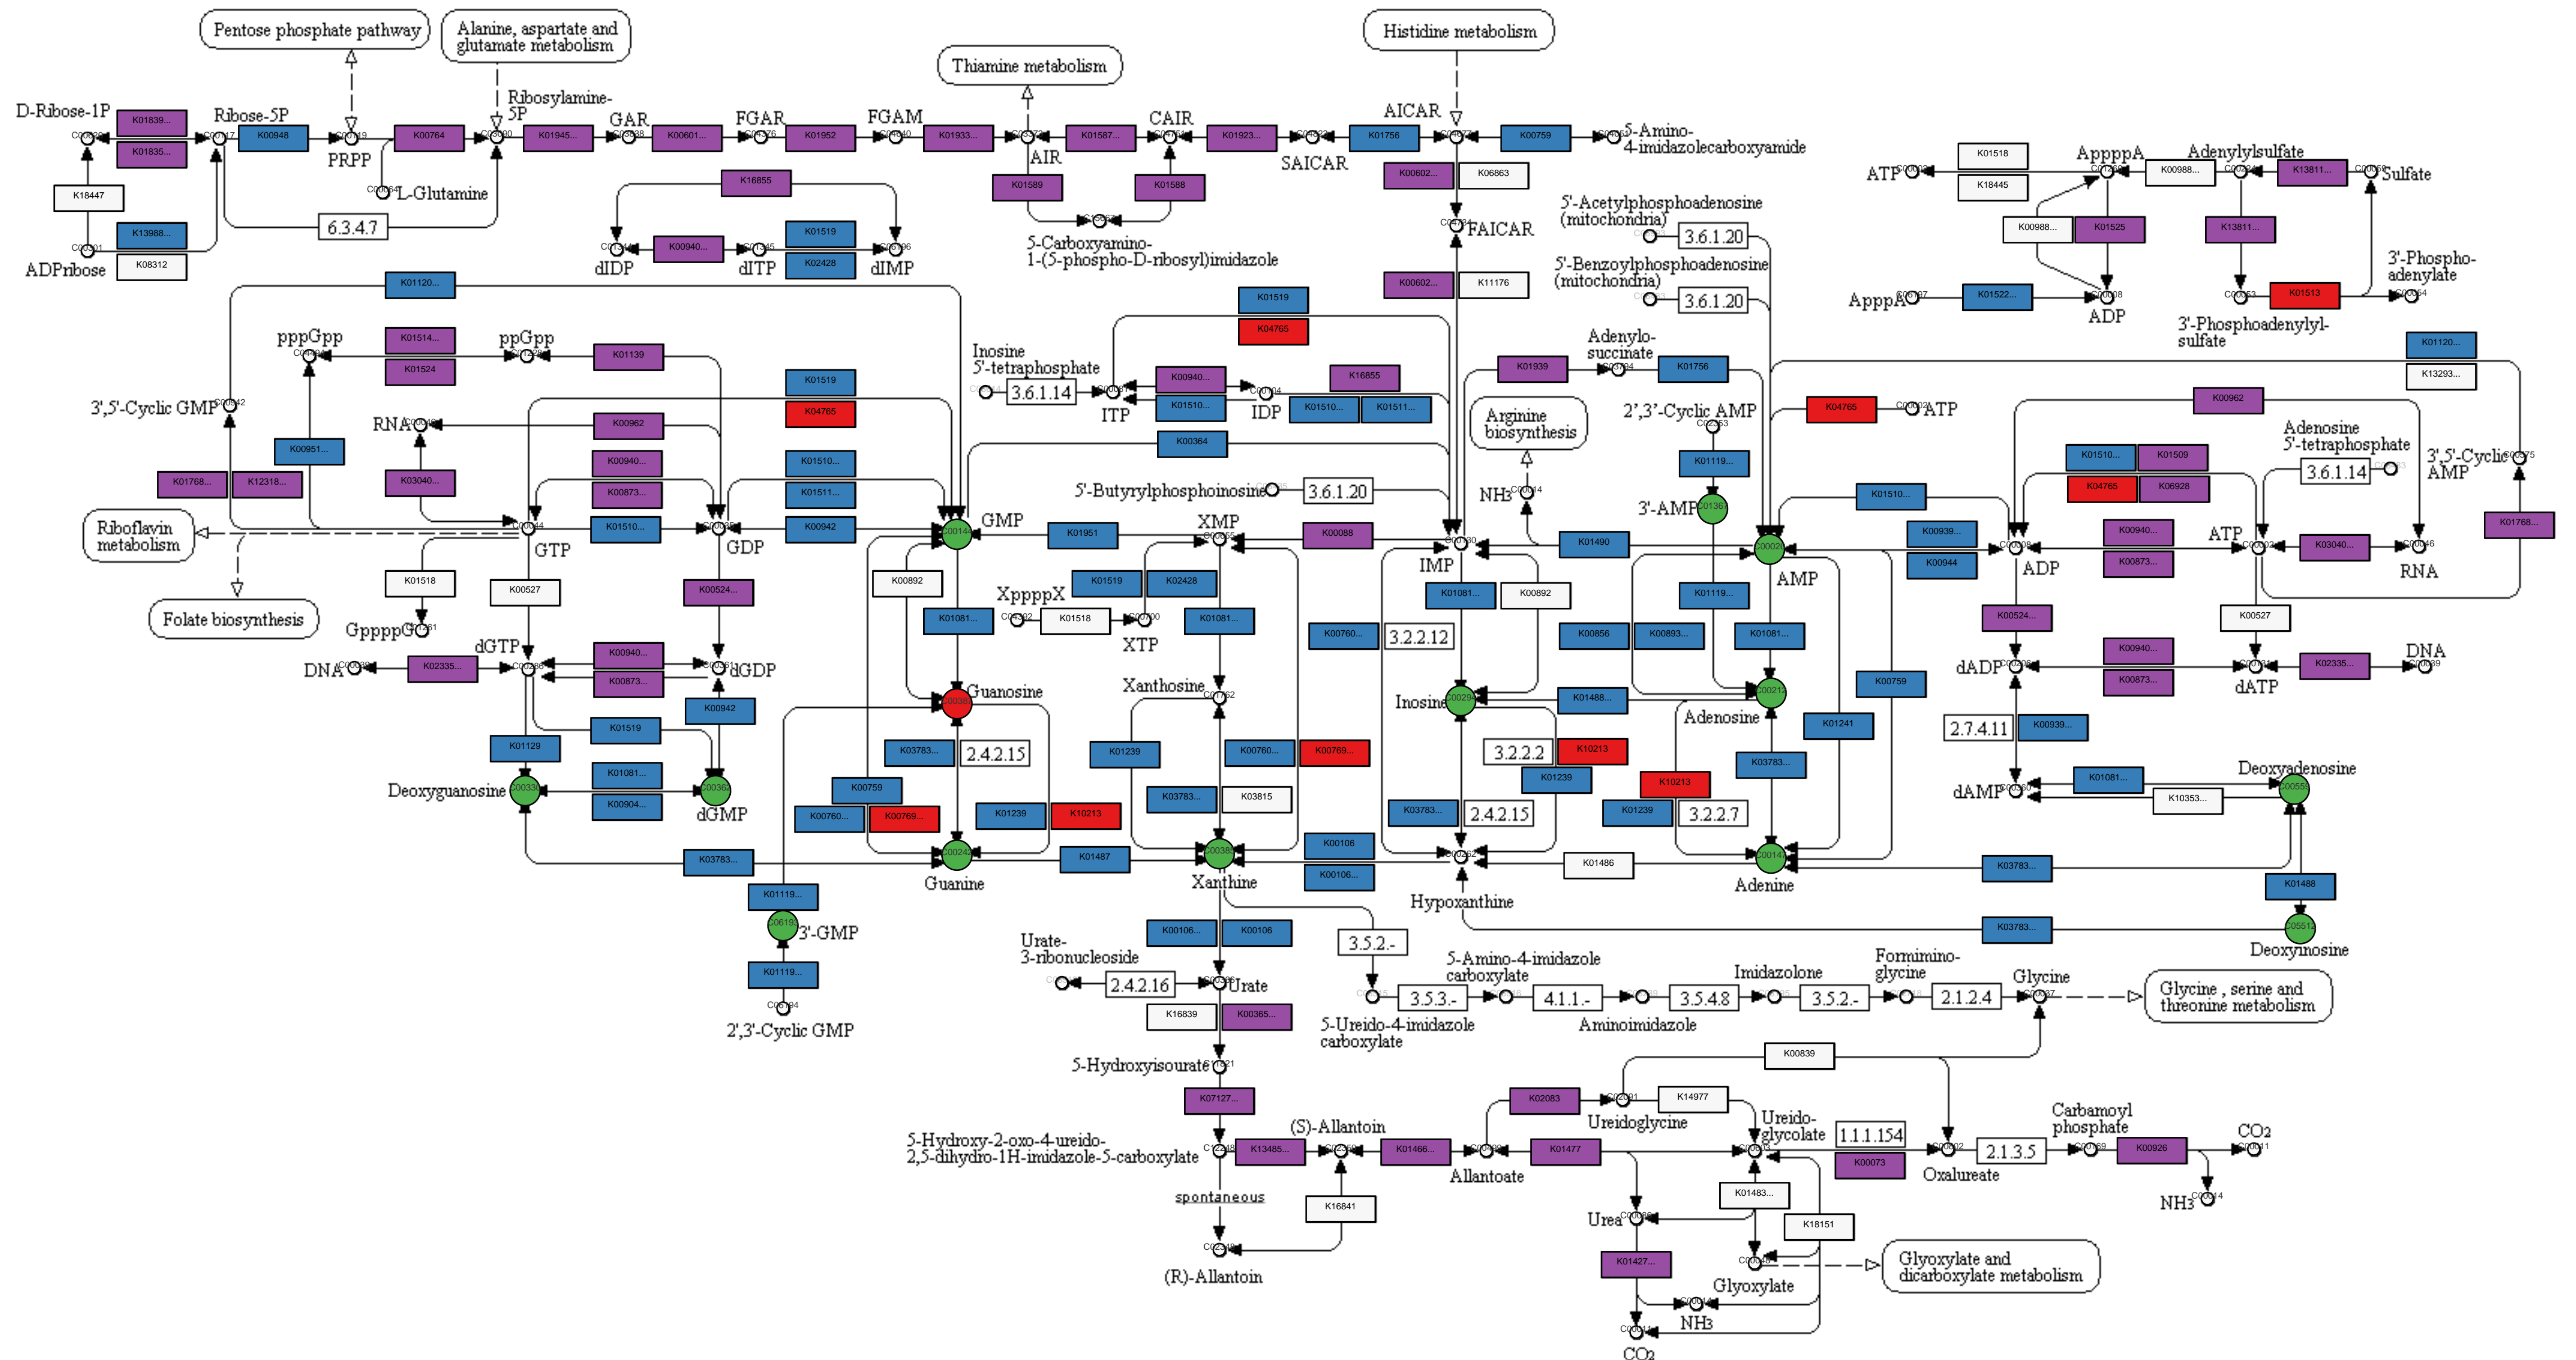 Pentose phosphate pathway
Alanine, aspartate and
glutamate metabolism
Thiamine metabolism
Histidine metabolism
D-Ribose-1P
K01839...
K01835...
Ribose-5P
K00948
PRPP
K00764
Ribosylamine-
5P
K01945...
GAR
K00601...
FGAR
K01952
FGAM
K01933...
AIR
K01587...
CAIR
K01923...
SAICAR
K01756
AICAR
K00759
5-Amino-
4-imidazolecarboxyamide
K18447
K13988...
K08312
ADPribose
C00301
L-Glutamine
6.3.4.7
K16855
K00940...
K01519
K02428
dIDP
dITP
dIMP
K01589
K01588
5-Carboxyamino-
1-(5-phospho-D-ribosyl)imidazole
K00602...
K06863
FAICAR
K00602...
K11176
5'-Acetylphosphoadenosine
(mitochondria)
3.6.1.20
5'-Benzoylphosphoadenosine
(mitochondria)
3.6.1.20
ATP
K01518
K18445
AppppA
K00988...
Adenylylsulfate
K13811...
Sulfate
K00988...
K01525
K13811...
ApppA
K01522...
ADP
K01513
3'-Phospho-
adenylate
3'-Phosphoadenylyl-
sulfate
K01120...
K01519
K04765
pppGpp
K01514...
K01524
ppGpp
K01139
K01519
K04765
Inosine
5'-tetraphosphate
3.6.1.14
ITP
K00940...
K01510...
IDP
K16855
K01510...
K01511...
K01939
Adenylo-
succinate
K01756
K01120...
K13293...
3',5'-Cyclic GMP
RNA
K00962
K00951...
K00364
Arginine
biosynthesis
2',3'-Cyclic AMP
K04765
ATP
K00962
Adenosine
5'-tetraphosphate
3.6.1.14
3',5'-Cyclic
AMP
K01768...
K12318...
K03040...
K00940...
K00873...
K01510...
K01511...
5'-Butyrylphosphoinosine
3.6.1.20
NH3
K01119...
3'-AMP
K01510...
K01510...
K01509
K04765
K06928
Riboflavin
metabolism
GTP
K01510...
GDP
K00942
GMP
K01951
XMP
K00088
IMP
K01490
AMP
K00939...
K00944
ADP
K00940...
K00873...
ATP
K03040...
RNA
K01768...
Folate biosynthesis
K01518
GppppG
K00527
K00524...
K00892
K01081...
XppppX
K01518
K01519
K02428
XTP
K01081...
K01081...
K00892
K00760...
3.2.2.12
K00856
K00893...
K01119...
K01081...
K00524...
K00527
DNA
K02335...
dGTP
K00940...
K00873...
dGDP
K00942
Guanosine
Xanthosine
Inosine
K01488...
Adenosine
K00759
K01241
dADP
K00940...
K00873...
dATP
K02335...
DNA
K01129
K01519
K01081...
K00904...
Deoxyguanosine
dGMP
K03783...
2.4.2.15
K00759
K00760...
K00769...
K01239
K10213
K01239
K00760...
K00769...
K03783...
K03815
3.2.2.2
K10213
K01239
K03783...
2.4.2.15
K10213
K01239
3.2.2.7
K03783...
2.7.4.11
K00939...
dAMP
K01081...
K10353...
Deoxyadenosine
K03783...
Guanine
K01487
Xanthine
K00106
K00106...
Hypoxanthine
K01486
Adenine
K03783...
K01488
K03783...
Deoxyinosine
K01119...
3'-GMP
K01119...
C06194
2',3'-Cyclic GMP
K00106...
K00106
Urate-
3-ribonucleoside
2.4.2.16
Urate
K16839
K00365...
3.5.2.-
3.5.3.-
5-Ureido-4-imidazole
carboxylate
5-Amino-4-imidazole
carboxylate
4.1.1.-
Aminoimidazole
3.5.4.8
Imidazolone
3.5.2.-
Formimino-
glycine
2.1.2.4
Glycine
Glycine , serine and
threonine metabolism
5-Hydroxyisourate
K07127...
5-Hydroxy-2-oxo-4-ureido-
2,5-dihydro-1H-imidazole-5-carboxylate
K13485...
(S)-Allantoin
K01466...
Allantoate
K02083
Ureidoglycine
K14977
K00839
K01477
Ureido-
glycolate
1.1.1.154
K00073
Oxalureate
2.1.3.5
Carbamoyl
phosphate
K00926
CO2
NH3
spontaneous
K16841
(R)-Allantoin
Urea
K01483...
K18151
K01427...
Glyoxylate
Glyoxylate and
dicarboxylate metabolism
NH3
CO2